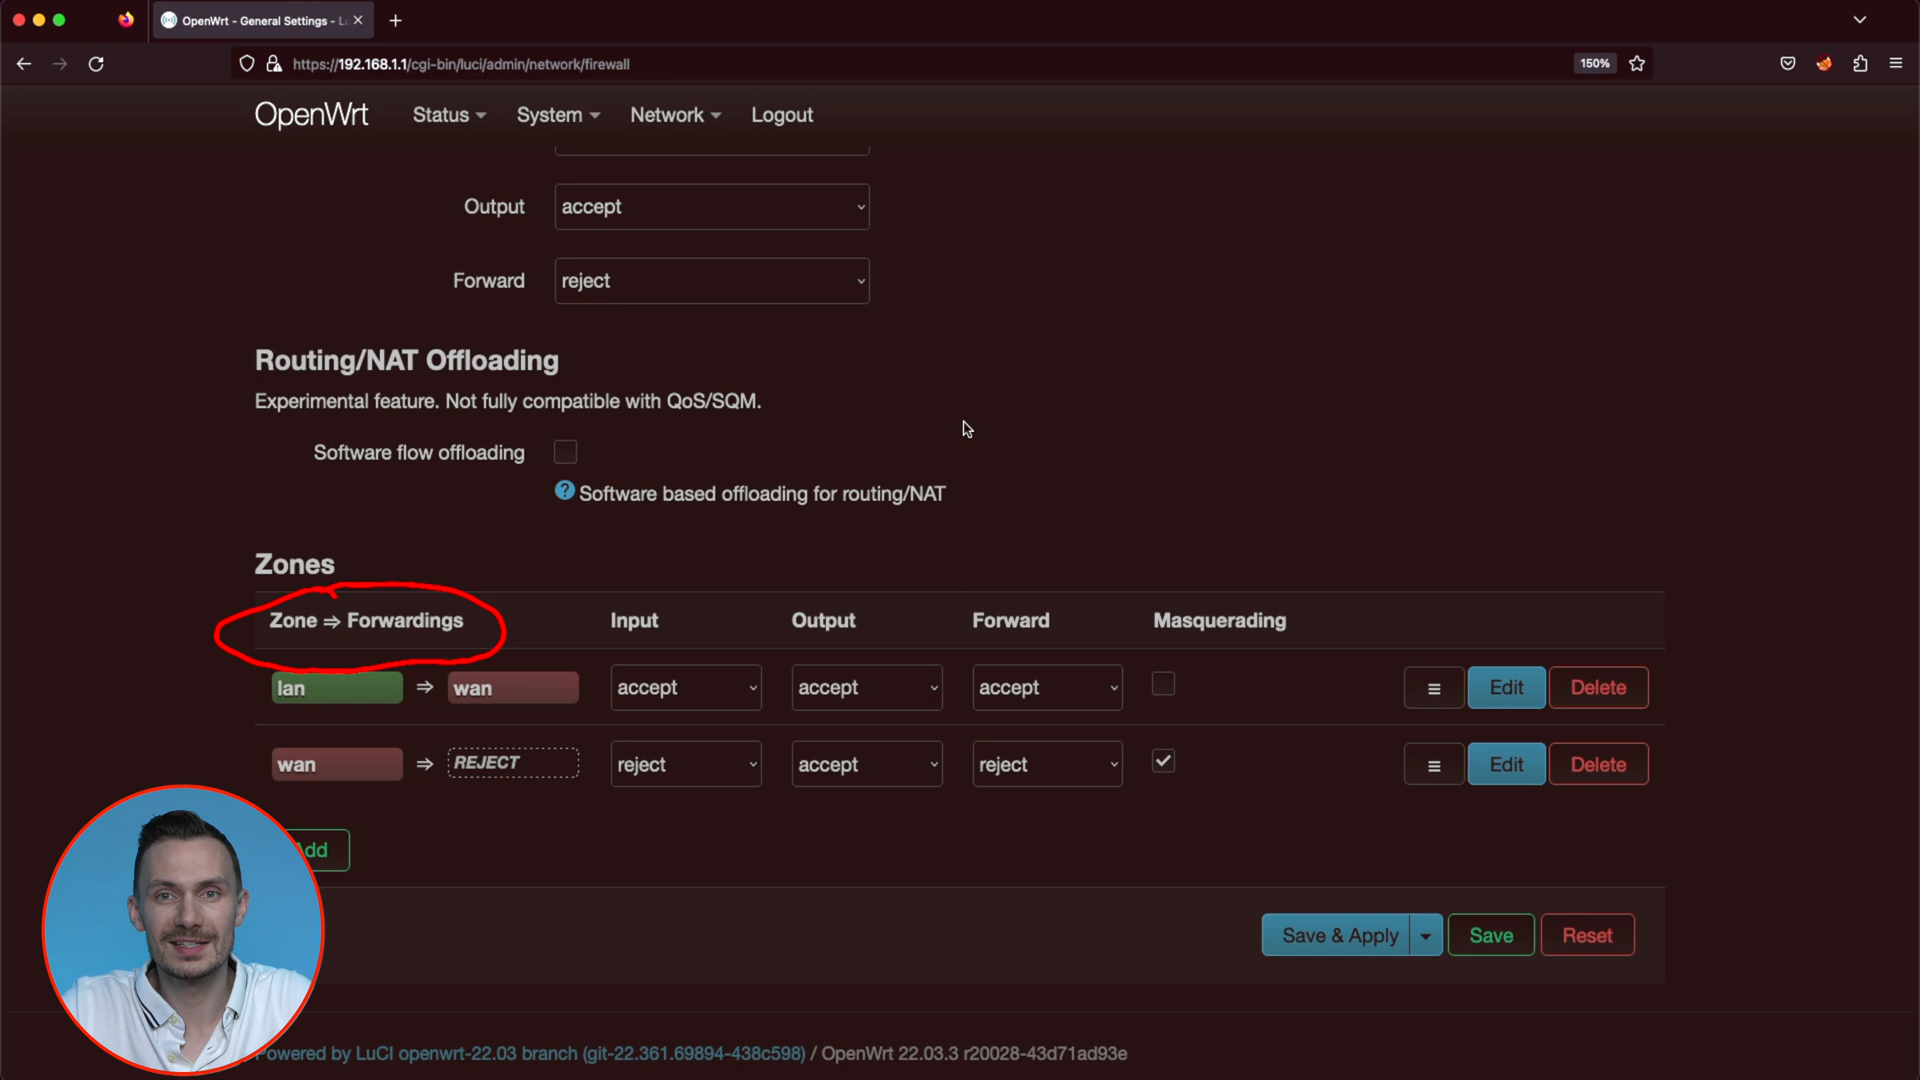 OpenWrt - General Settings - L
150%
https://192.168.1.1/cgi-bin/luci/admin/network/firewall
OpenWrt Status System Network Logout
Output accept
Forward reject
Routing/NAT Offloading
Experimental feature. Not fully compatible with QoS/SQM.
Software flow offloading
Software based offloading for routing/NAT
Zones
Zone ⇒ Forwardings Input Output Forward Masquerading
lan ⇒ wan accept accept accept Edit Delete
wan ⇒ REJECT reject accept reject Edit Delete
Add
Save & Apply Save Reset
Powered by LuCI openwrt-22.03 branch (git-22.361.69894-438c598) / OpenWrt 22.03.3 r20028-43d71ad93e